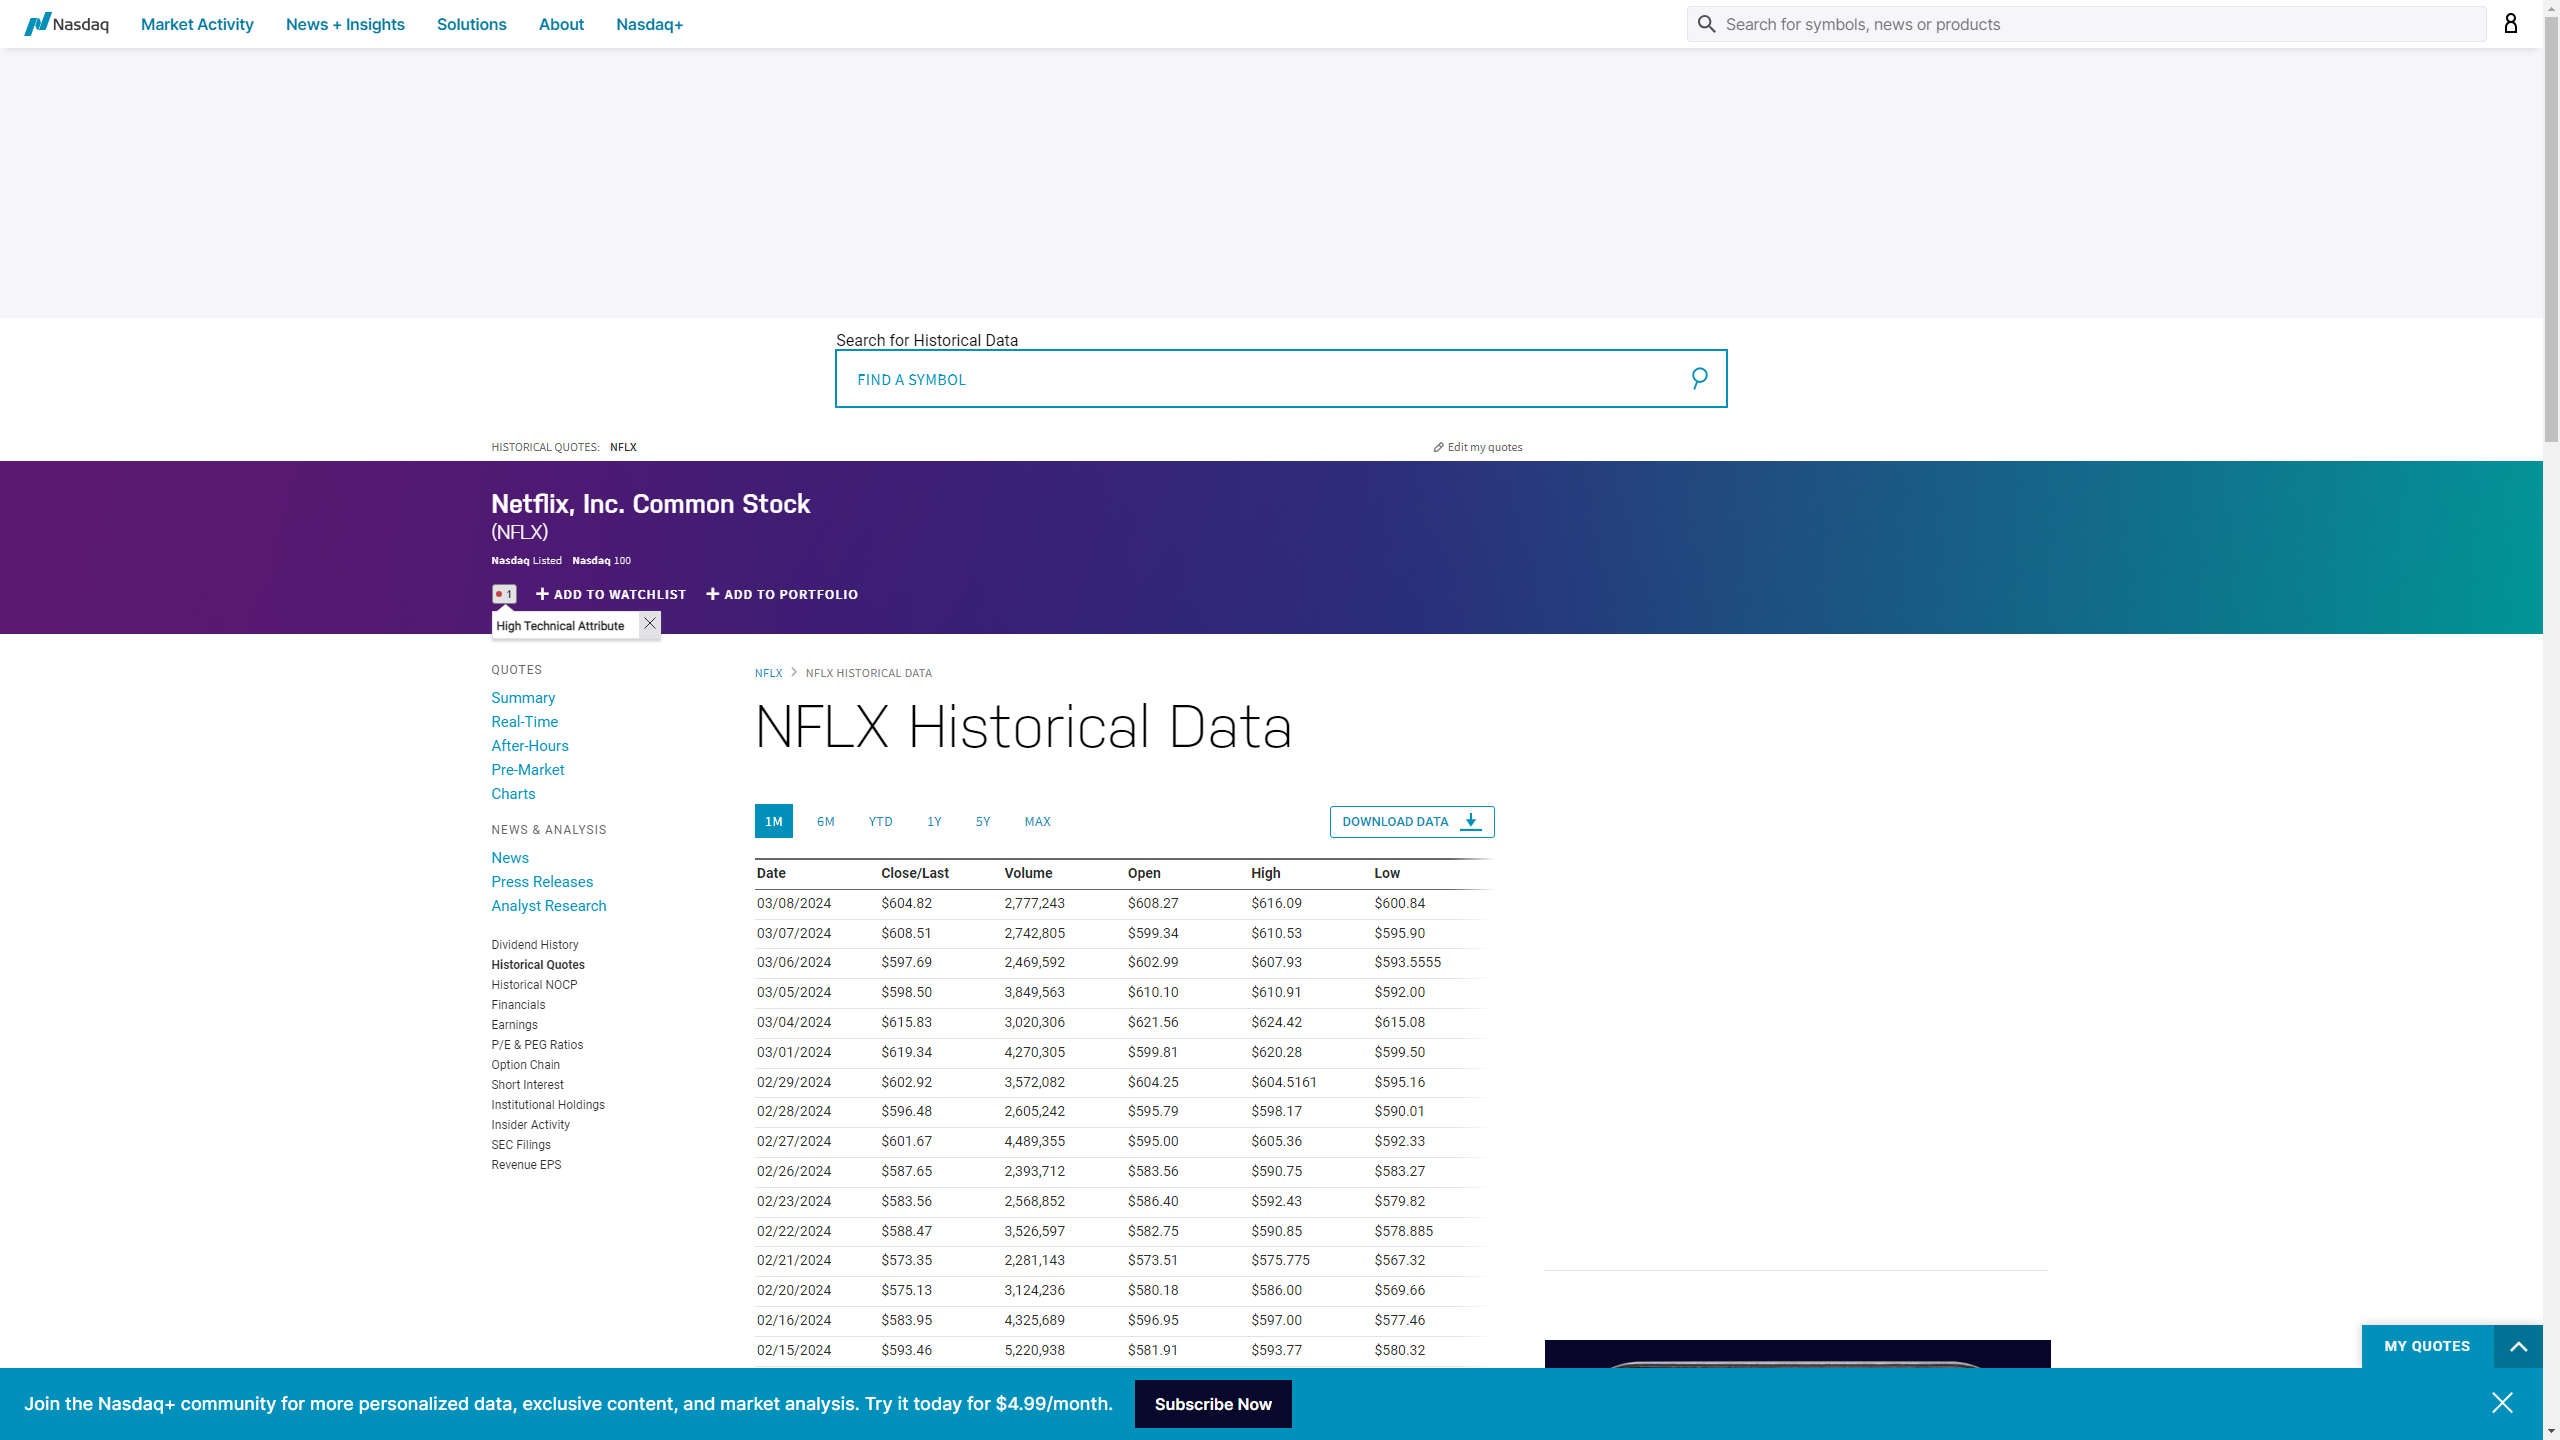 Nasdaq Market Activity News + Insights Solutions About Nasdaq+ Search for symbols, news or products
Search for Historical Data
FIND A SYMBOL
HISTORICAL QUOTES: NFLX Edit my quotes
Netflix, Inc. Common Stock
(NFLX)
Nasdaq Listed Nasdaq 100
1 ADD TO WATCHLIST ADD TO PORTFOLIO
High Technical Attribute
QUOTES
Summary
Real-Time
After-Hours
Pre-Market
Charts
NEWS & ANALYSIS
News
Press Releases
Analyst Research
Dividend History
Historical Quotes
Historical NOCP
Financials
Earnings
P/E & PEG Ratios
Option Chain
Short Interest
Institutional Holdings
Insider Activity
SEC Filings
Revenue EPS
NFLX NFLX HISTORICAL DATA
NFLX Historical Data
1M 6M YTD 1Y 5Y MAX DOWNLOAD DATA
Date Close/Last Volume Open High Low
03/08/2024 $604.82 2,777,243 $608.27 $616.09 $600.84
03/07/2024 $608.51 2,742,805 $599.34 $610.53 $595.90
03/06/2024 $597.69 2,469,592 $602.99 $607.93 $593.5555
03/05/2024 $598.50 3,849,563 $610.10 $610.91 $592.00
03/04/2024 $615.83 3,020,306 $621.56 $624.42 $615.08
03/01/2024 $619.34 4,270,305 $599.81 $620.28 $599.50
02/29/2024 $602.92 3,572,082 $604.25 $604.5161 $595.16
02/28/2024 $596.48 2,605,242 $595.79 $598.17 $590.01
02/27/2024 $601.67 4,489,355 $595.00 $605.36 $592.33
02/26/2024 $587.65 2,393,712 $583.56 $590.75 $583.27
02/23/2024 $583.56 2,568,852 $586.40 $592.43 $579.82
02/22/2024 $588.47 3,526,597 $582.75 $590.85 $578.885
02/21/2024 $573.35 2,281,143 $573.51 $575.775 $567.32
02/20/2024 $575.13 3,124,236 $580.18 $586.00 $569.66
02/16/2024 $583.95 4,325,689 $596.95 $597.00 $577.46
02/15/2024 $593.46 5,220,938 $581.91 $593.77 $580.32
MY QUOTES
Join the Nasdaq+ community for more personalized data, exclusive content, and market analysis. Try it today for $4.99/month. Subscribe Now